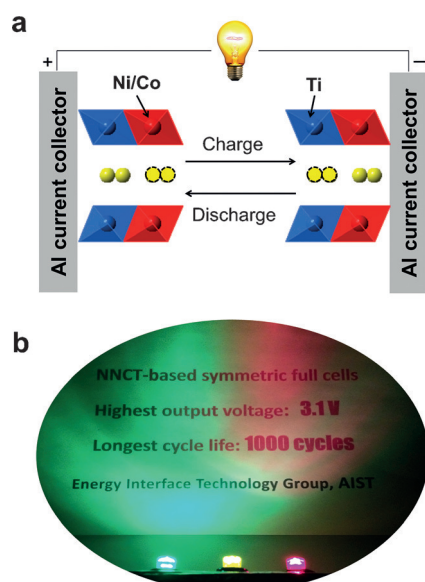 a
+
−
Ni/Co
Ti
Al current collector
Charge
Discharge
Al current collector
b
NNCT-based symmetric full cells
Highest output voltage: 3.1 V
Longest cycle life: 1000 cycles
Energy Interface Technology Group, AIST